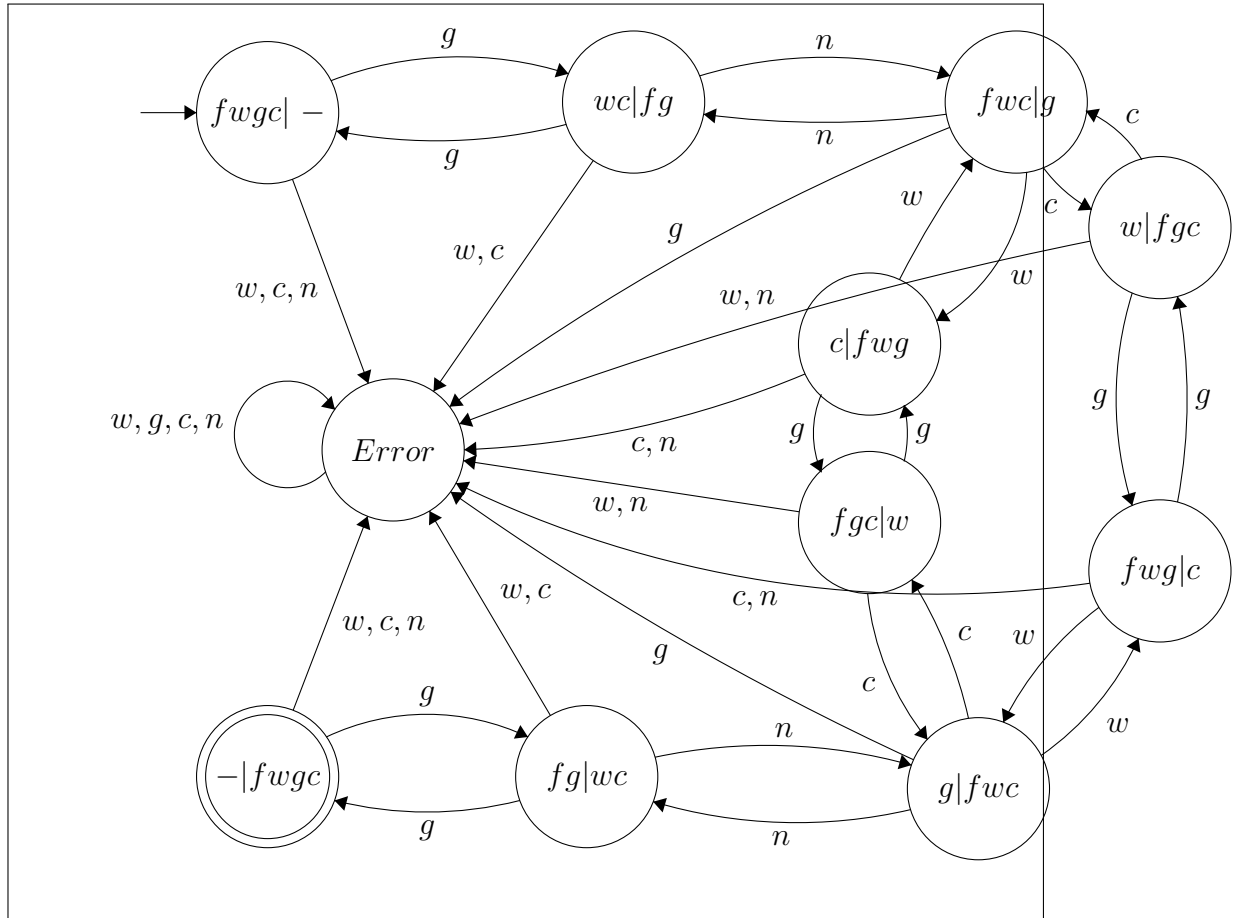 g
n
fwgc| −
wc|fg
fwc|g
c
g
n
w
c
w|fgc
g
w, c
w, c, n
w, n
w
c|fwg
w, g, c, n
g
g
g
g
c, n
Error
w, n
fgc|w
fwg|c
w, c
c, n
w, c, n
c
w
g
c
g
n
w
−|fwgc
fg|wc
g|fwc
g
n